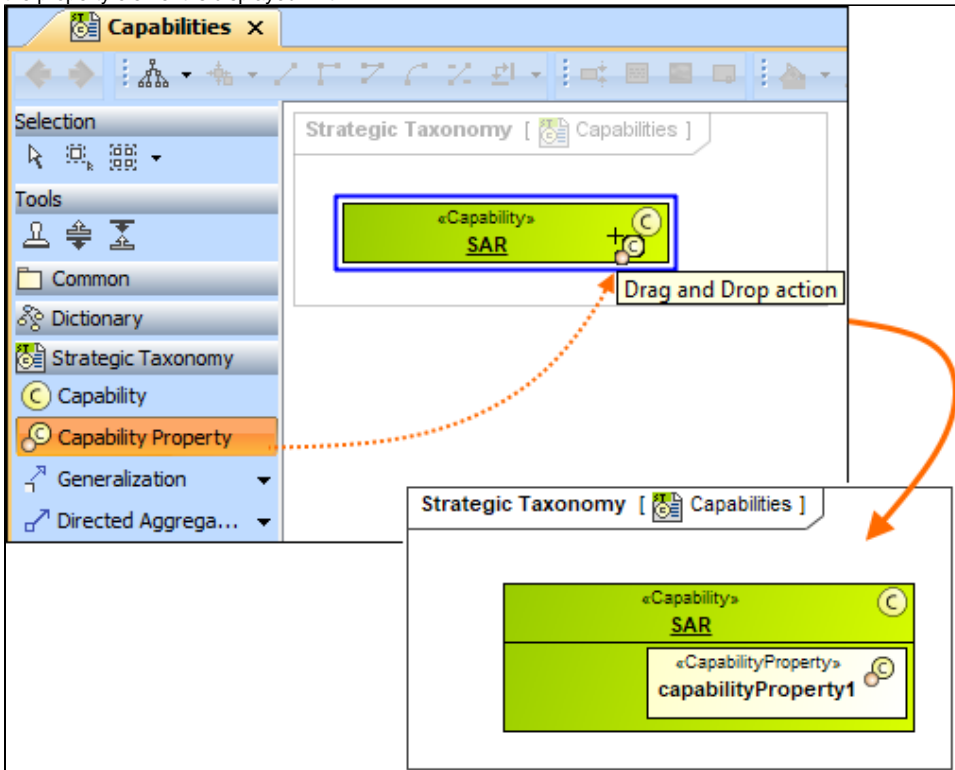 Capabilities X
Selection
Tools
Common
Dictionary
Strategic Taxonomy
Capability
Capability Property
Generalization
Directed Aggrega...
Strategic Taxonomy [ Capabilities ]
«Capability»
SAR
Drag and Drop action
Strategic Taxonomy [ Capabilities ]
«Capability»
SAR
«CapabilityProperty»
capabilityProperty1